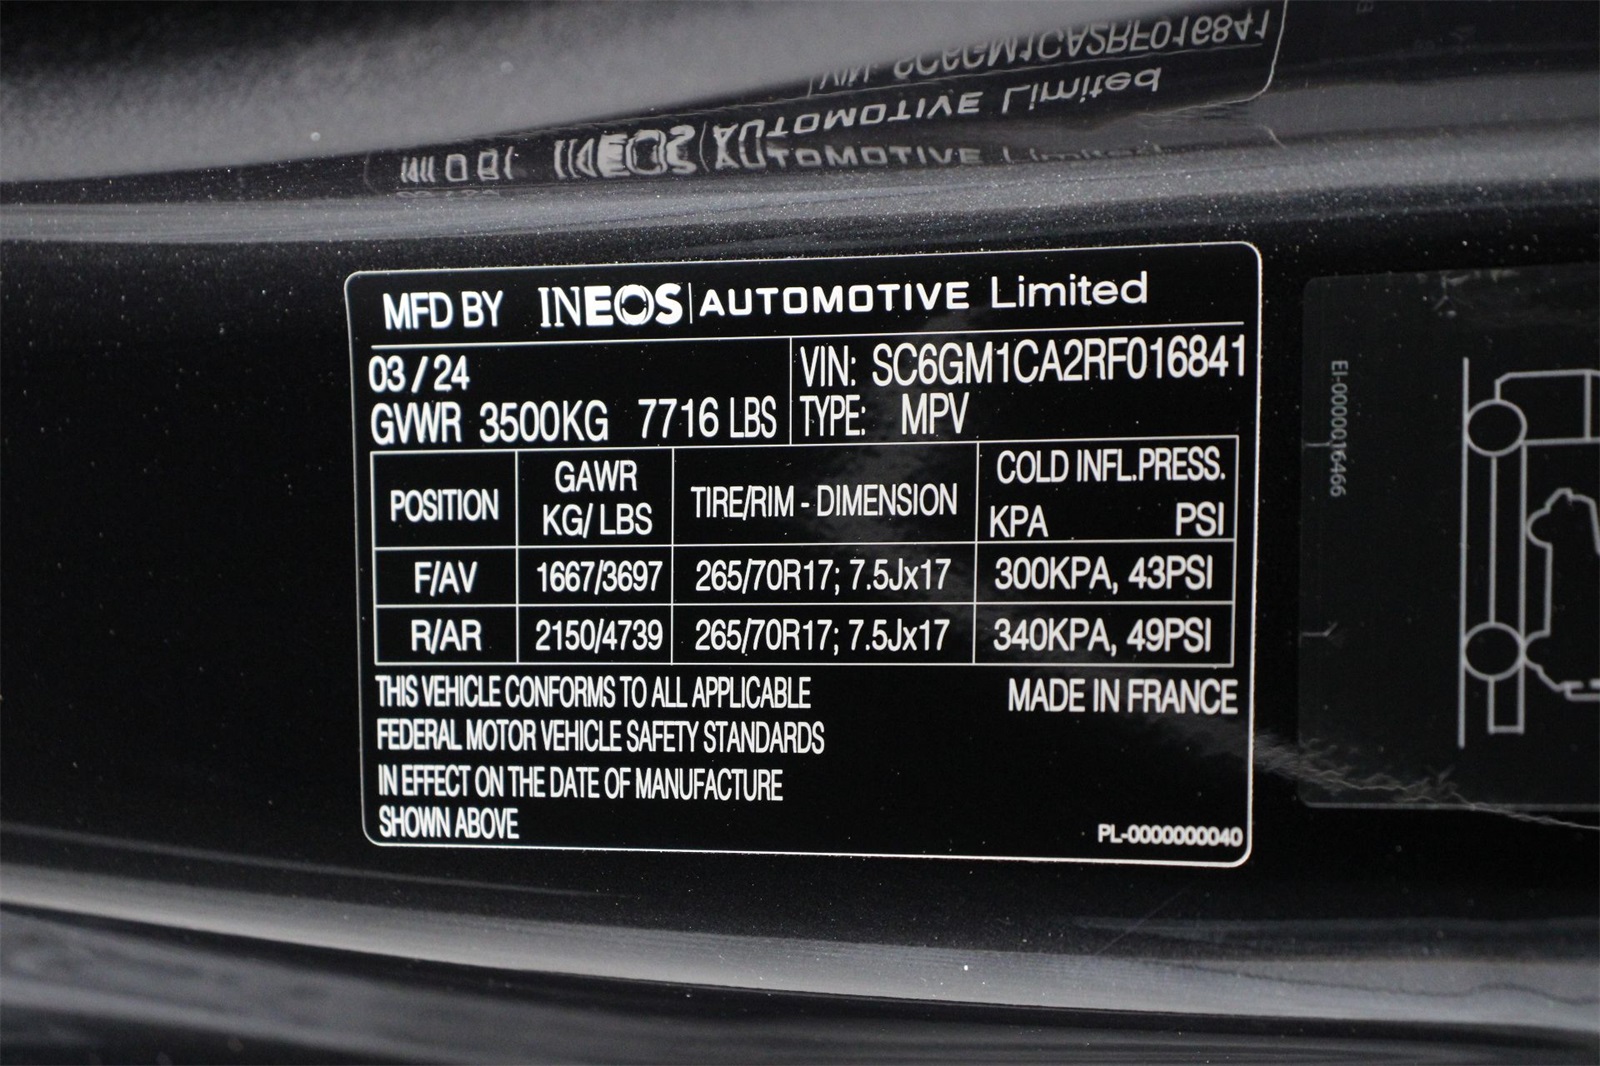 MFD BY INEOS AUTOMOTIVE Limited
03/24
GVWR 3500KG 7716 LBS
VIN: SC6GM1CA2RF016841
TYPE: MPV
POSITION GAWR KG/LBS TIRE/RIM - DIMENSION COLD INFL.PRESS. KPA PSI
F/AV 1667/3697 265/70R17; 7.5Jx17 300KPA, 43PSI
R/AR 2150/4739 265/70R17; 7.5Jx17 340KPA, 49PSI
THIS VEHICLE CONFORMS TO ALL APPLICABLE
FEDERAL MOTOR VEHICLE SAFETY STANDARDS
IN EFFECT ON THE DATE OF MANUFACTURE
SHOWN ABOVE
MADE IN FRANCE
PL-0000000040
EI-0000016466